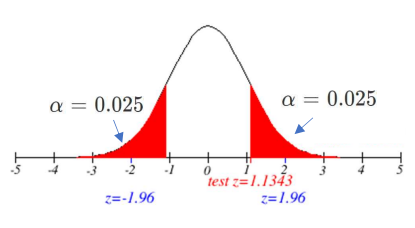 α = 0.025
α = 0.025
-5 -4 -3 -2 -1 0 1 2 3 4 5
test z=1.1343
z=-1.96 z=1.96